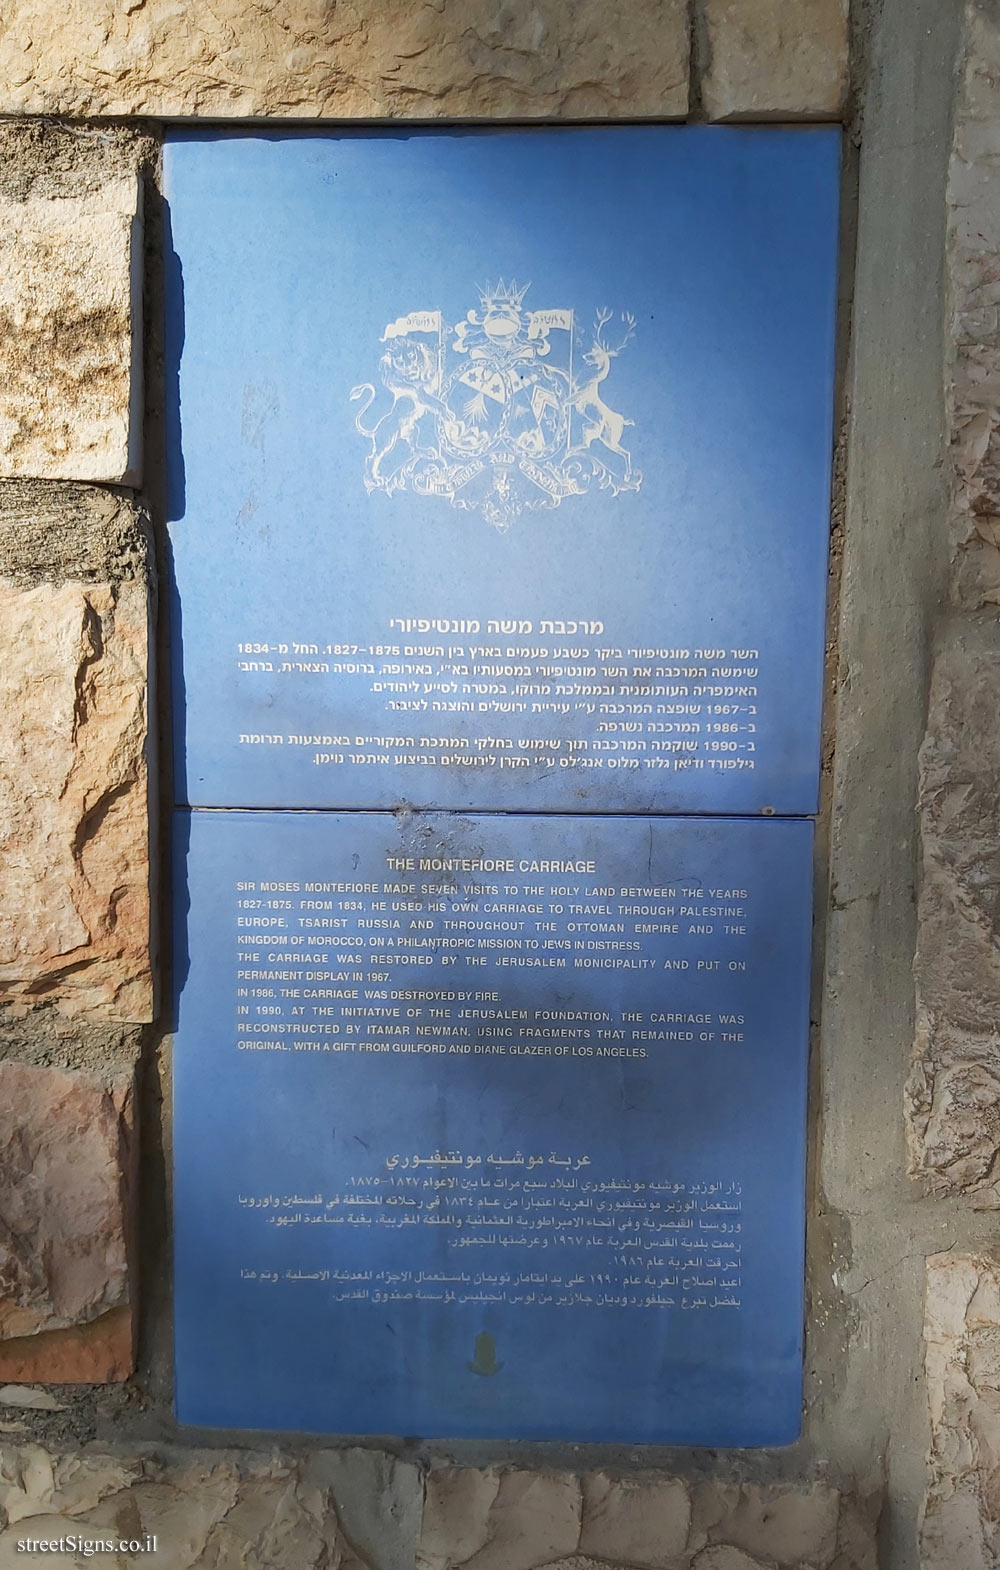 מרכבת משה מונטיפיורי
השר משה מונטיפיורי ביקר כשבע פעמים בארץ בין השנים 1827-1875. החל מ-1834
שימשה המרכבה את השר מונטיפיורי במסעותיו בא״י, באירופה, ברוסיה הצארית, ברחבי
האימפריה העותומנית ובממלכת מרוקו, במטרה לסייע ליהודים.
ב-1967 שופצה המרכבה ע״י עיריית ירושלים והוצגה לציבור.
ב-1986 המרכבה נשרפה.
ב-1990 שוקמה המרכבה תוך שימוש בחלקי המתכת המקוריים באמצעות תרומת
גילפורד ודיאן גלזר מלוס אנג׳לס ע״י הקרן לירושלים בביצוע איתמר נוימן.
THE MONTEFIORE CARRIAGE
SIR MOSES MONTEFIORE MADE SEVEN VISITS TO THE HOLY LAND BETWEEN THE YEARS
1827-1875. FROM 1834, HE USED HIS OWN CARRIAGE TO TRAVEL THROUGH PALESTINE,
EUROPE, TSARIST RUSSIA AND THROUGHOUT THE OTTOMAN EMPIRE AND THE
KINGDOM OF MOROCCO, ON A PHILANTROPIC MISSION TO JEWS IN DISTRESS.
THE CARRIAGE WAS RESTORED BY THE JERUSALEM MONICIPALITY AND PUT ON
PERMANENT DISPLAY IN 1967.
IN 1986, THE CARRIAGE WAS DESTROYED BY FIRE.
IN 1990, AT THE INITIATIVE OF THE JERUSALEM FOUNDATION, THE CARRIAGE WAS
RECONSTRUCTED BY ITAMAR NEWMAN, USING FRAGMENTS THAT REMAINED OF THE
ORIGINAL, WITH A GIFT FROM GUILFORD AND DIANE GLAZER OF LOS ANGELES.
عربة موشيه مونتيفيوري
زار الوزير موشيه مونتيفيوري البلاد سبع مرات ما بين الاعوام ١٨٢٧-١٨٧٥.
استعمل الوزير مونتيفيوري العربة اعتبارا من عام ١٨٣٤ في رحلاته المختلفة في فلسطين واوروبا
وروسيا القيصرية وفي انحاء الامبراطورية العثمانية والمملكة المغربية، بغية مساعدة اليهود.
رممت بلدية القدس العربة عام ١٩٦٧ وعرضتها للجمهور.
احرقت العربة عام ١٩٨٦.
اعيد اصلاح العربة عام ١٩٩٠ على يد ايتامار نويمان باستعمال الاجزاء المعدنية الاصلية. وتم هذا
بفضل تبرع جيلفورد وديان جلازير من لوس انجيليس لمؤسسة صندوق القدس.
streetSigns.co.il